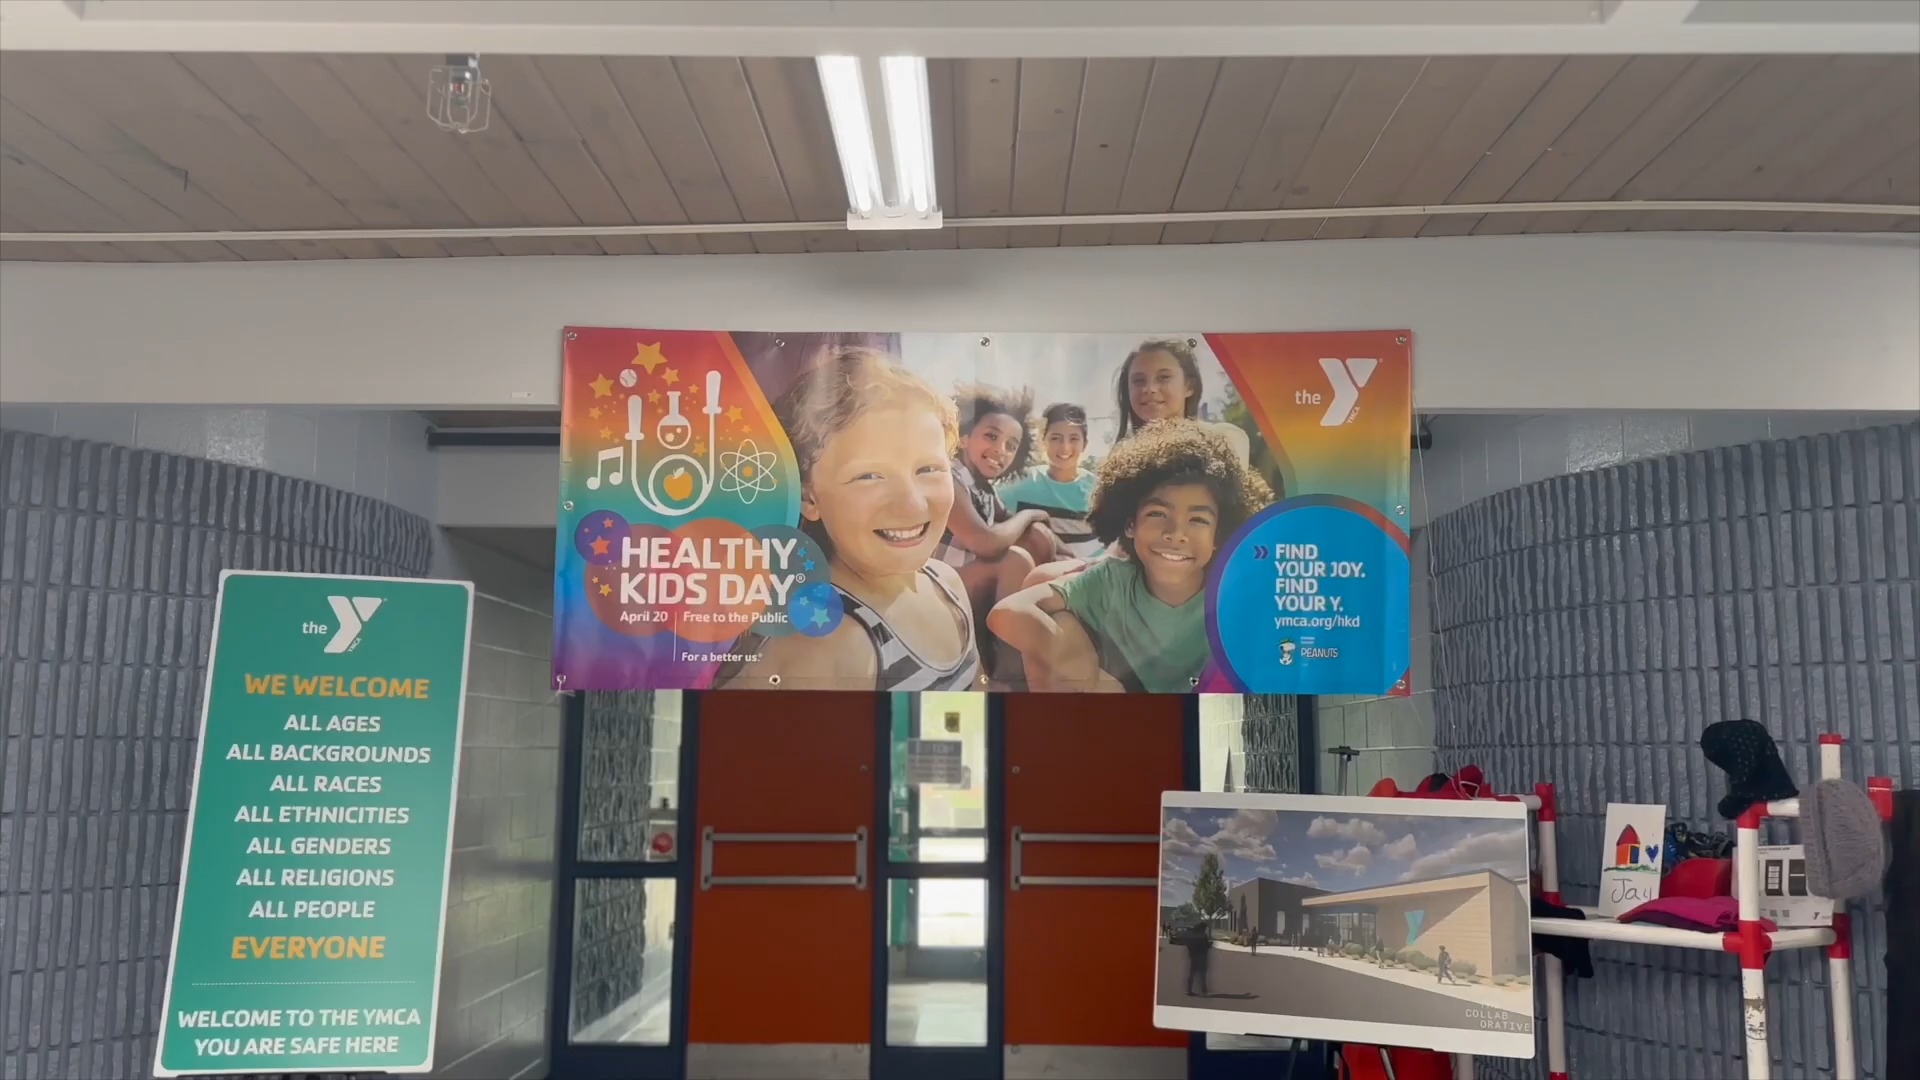 the Y
YMCA
HEALTHY
KIDS DAY®
April 20 | Free to the Public
For a better us.®
FIND
YOUR JOY.
FIND
YOUR Y.
ymca.org/hkd
PEANUTS
the Y
YMCA
WE WELCOME
ALL AGES
ALL BACKGROUNDS
ALL RACES
ALL ETHNICITIES
ALL GENDERS
ALL RELIGIONS
ALL PEOPLE
EVERYONE
WELCOME TO THE YMCA
YOU ARE SAFE HERE
Jay
COLLAB
ORATIVE